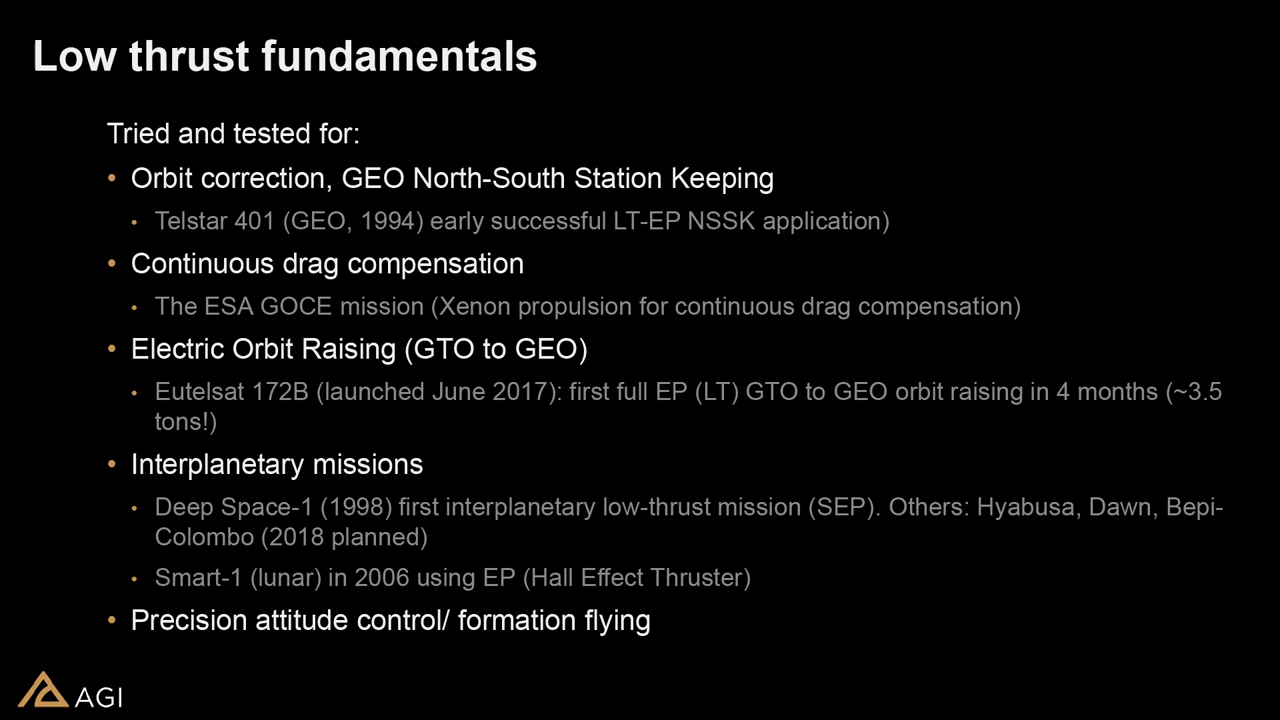 Low thrust fundamentals
Tried and tested for:
• Orbit correction, GEO North-South Station Keeping
• Telstar 401 (GEO, 1994) early successful LT-EP NSSK application)
• Continuous drag compensation
• The ESA GOCE mission (Xenon propulsion for continuous drag compensation)
• Electric Orbit Raising (GTO to GEO)
• Eutelsat 172B (launched June 2017): first full EP (LT) GTO to GEO orbit raising in 4 months (~3.5
tons!)
• Interplanetary missions
• Deep Space-1 (1998) first interplanetary low-thrust mission (SEP). Others: Hyabusa, Dawn, Bepi-
Colombo (2018 planned)
• Smart-1 (lunar) in 2006 using EP (Hall Effect Thruster)
• Precision attitude control/ formation flying
AGI